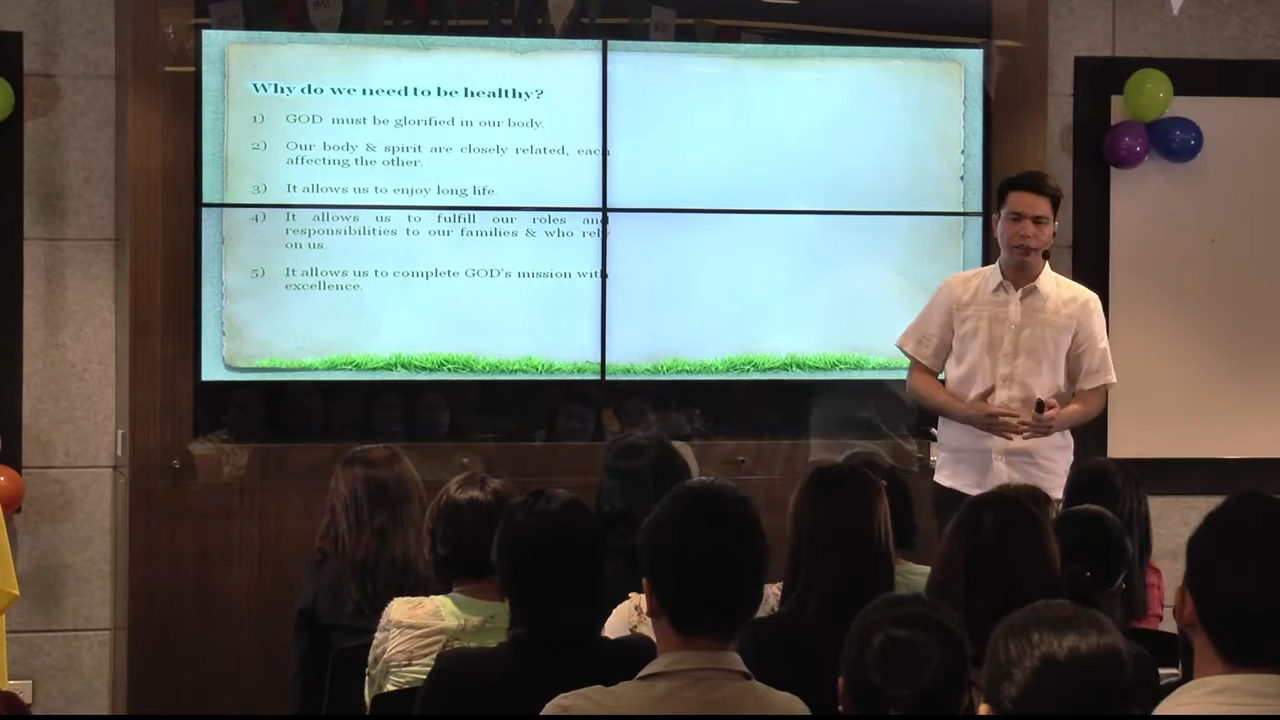 Why do we need to be healthy?
1) GOD must be glorified in our body.
2) Our body & spirit are closely related, each
affecting the other.
3) It allows us to enjoy long life.
4) It allows us to fulfill our roles and
responsibilities to our families & who rely
on us.
5) It allows us to complete GOD's mission with
excellence.